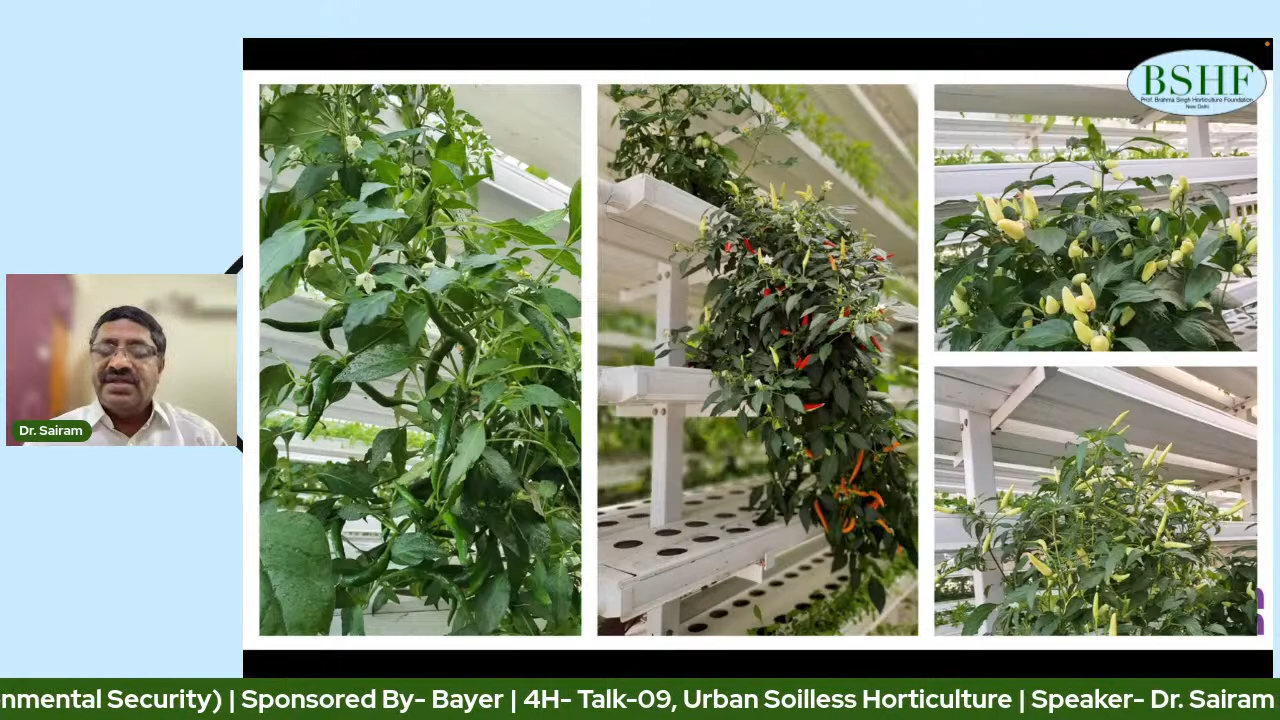 BSHF
Prof. Brahma Singh Horticulture Foundation
New Delhi
Dr. Sairam
nmental Security) | Sponsored By- Bayer | 4H- Talk-09, Urban Soilless Horticulture | Speaker- Dr. Sairam